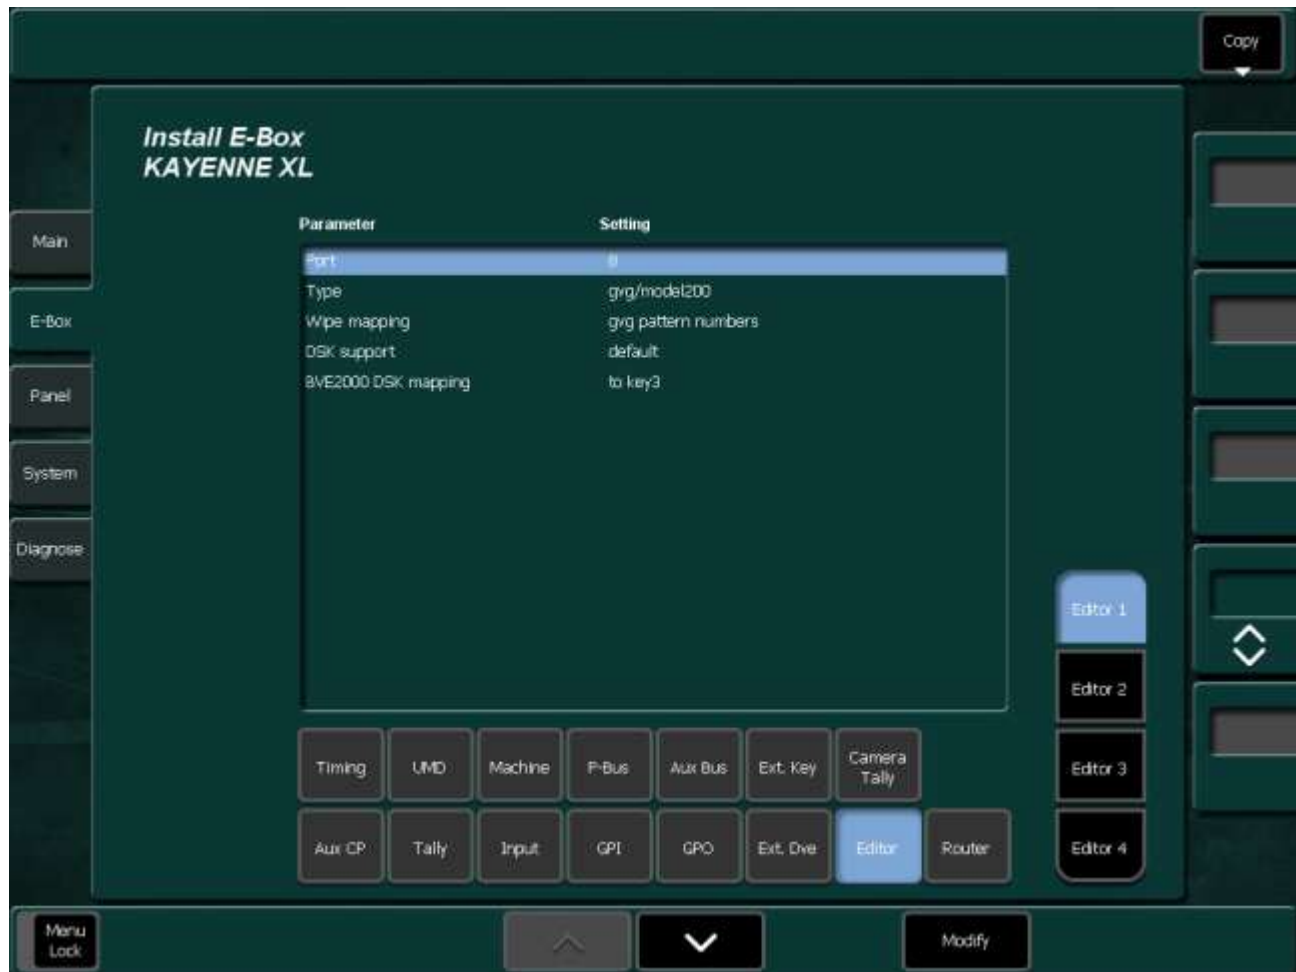 Copy
Install E-Box
KAYENNE XL
Parameter Setting
Port
Type gvg/model200
Wipe mapping gvg pattern numbers
DSK support default
BVE2000 DSK mapping to key3
Main
E-Box
Panel
System
Diagnose
Editor 1
Editor 2
Editor 3
Editor 4
Timing UMD Machine P-Bus Aux Bus Ext. Key Camera
Tally
Aux CP Tally Input GPI GPO Ext. Dve Editor Router
Menu
Lock
Modify